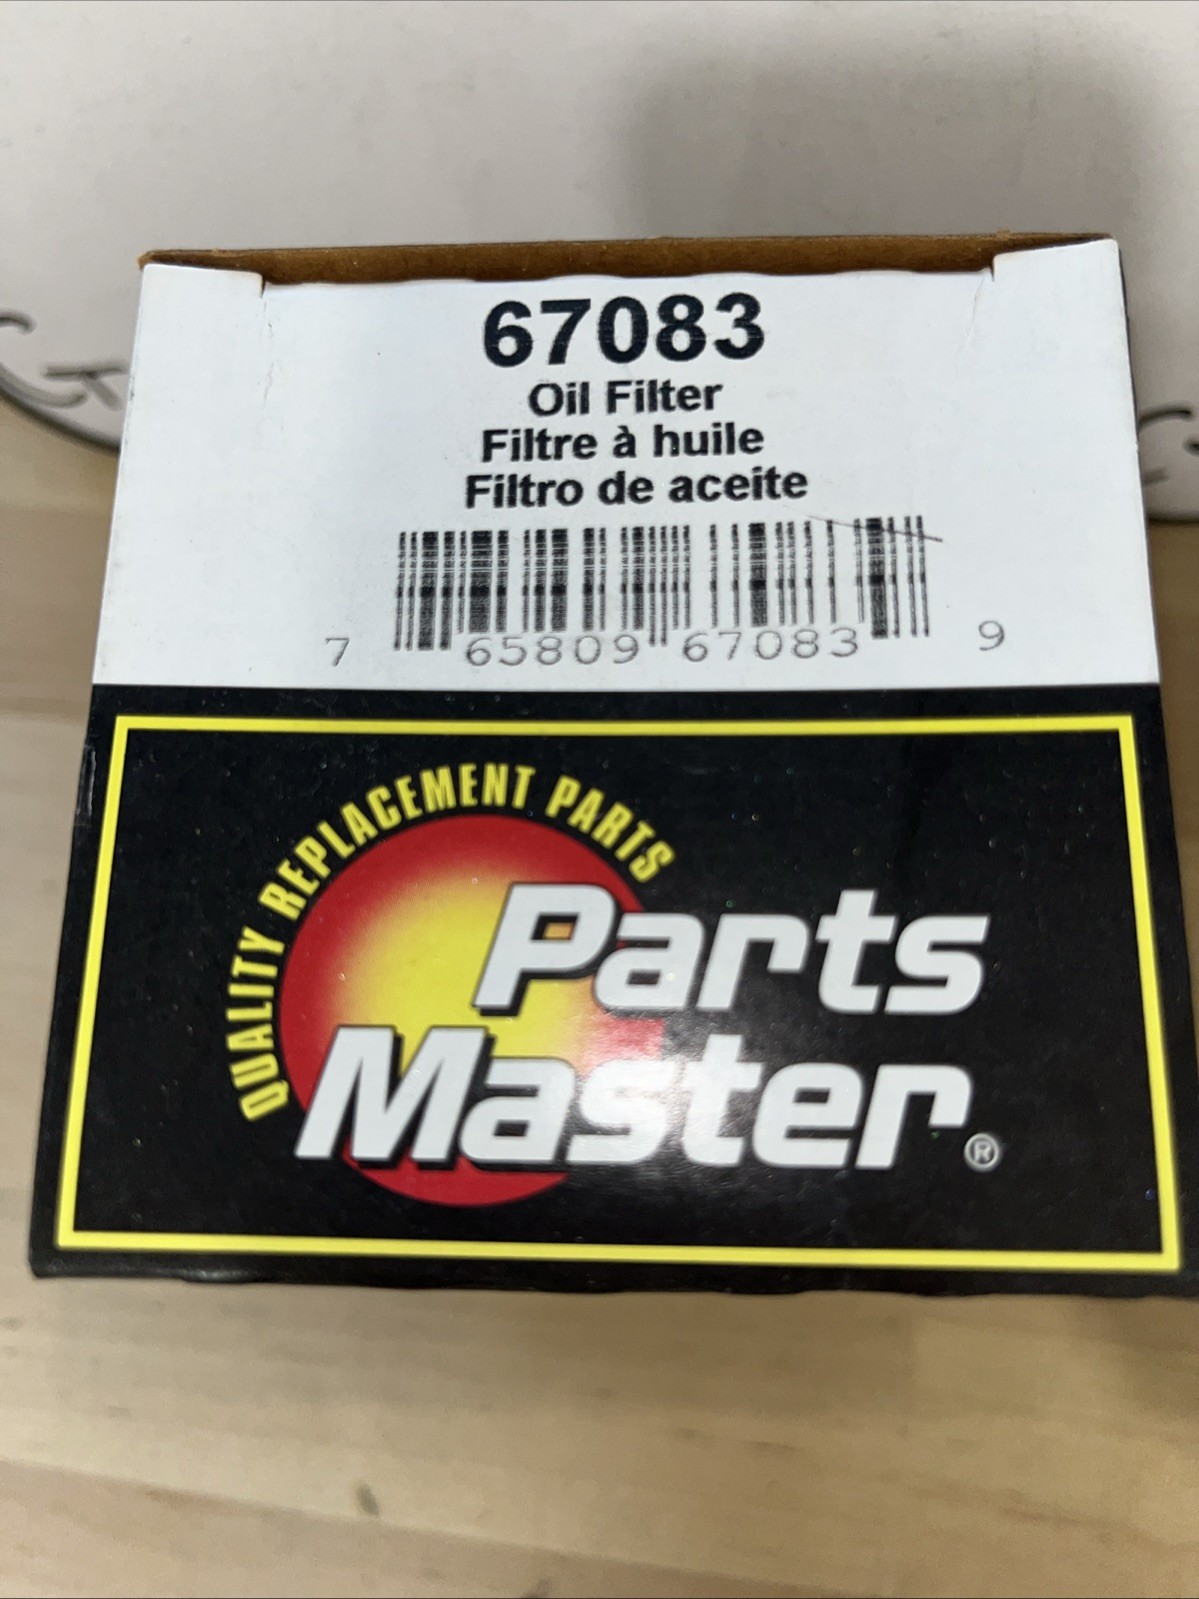 67083
Oil Filter
Filtre à huile
Filtro de aceite
7 65809 67083 9
QUALITY REPLACEMENT PARTS
Parts
Master®